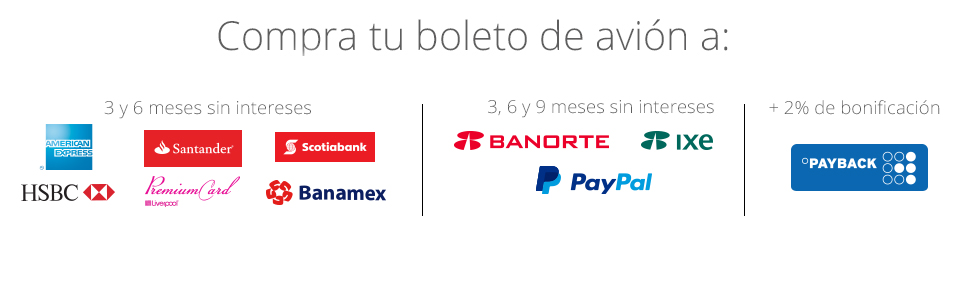 Compra tu boleto de avión a:
3 y 6 meses sin intereses
AMERICAN
EXPRESS
Santander
Scotiabank
HSBC
PremiumCard
Liverpool
Banamex
3, 6 y 9 meses sin intereses
BANORTE
IXE
PayPal
+ 2% de bonificación
PAYBACK